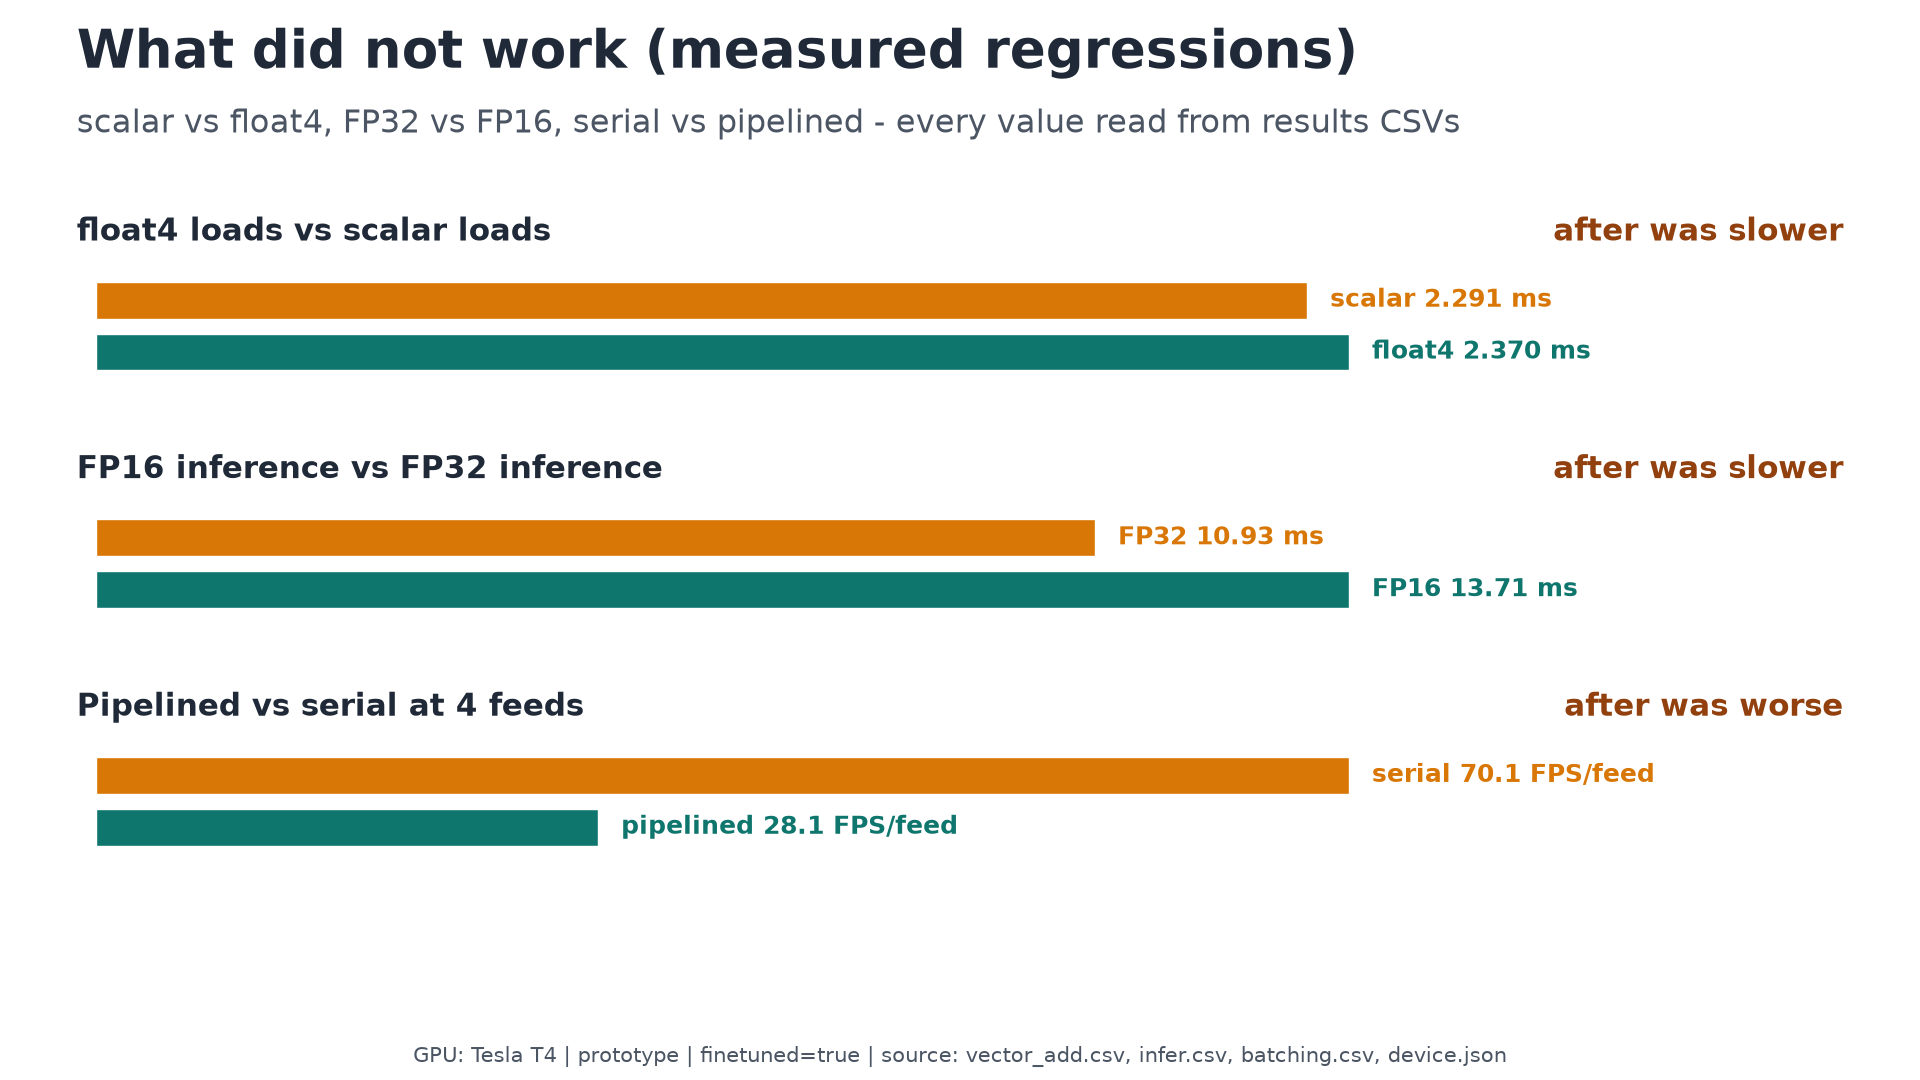 What did not work (measured regressions)
scalar vs float4, FP32 vs FP16, serial vs pipelined - every value read from results CSVs
float4 loads vs scalar loads
after was slower
scalar 2.291 ms
float4 2.370 ms
FP16 inference vs FP32 inference
after was slower
FP32 10.93 ms
FP16 13.71 ms
Pipelined vs serial at 4 feeds
after was worse
serial 70.1 FPS/feed
pipelined 28.1 FPS/feed
GPU: Tesla T4 | prototype | finetuned=true | source: vector_add.csv, infer.csv, batching.csv, device.json